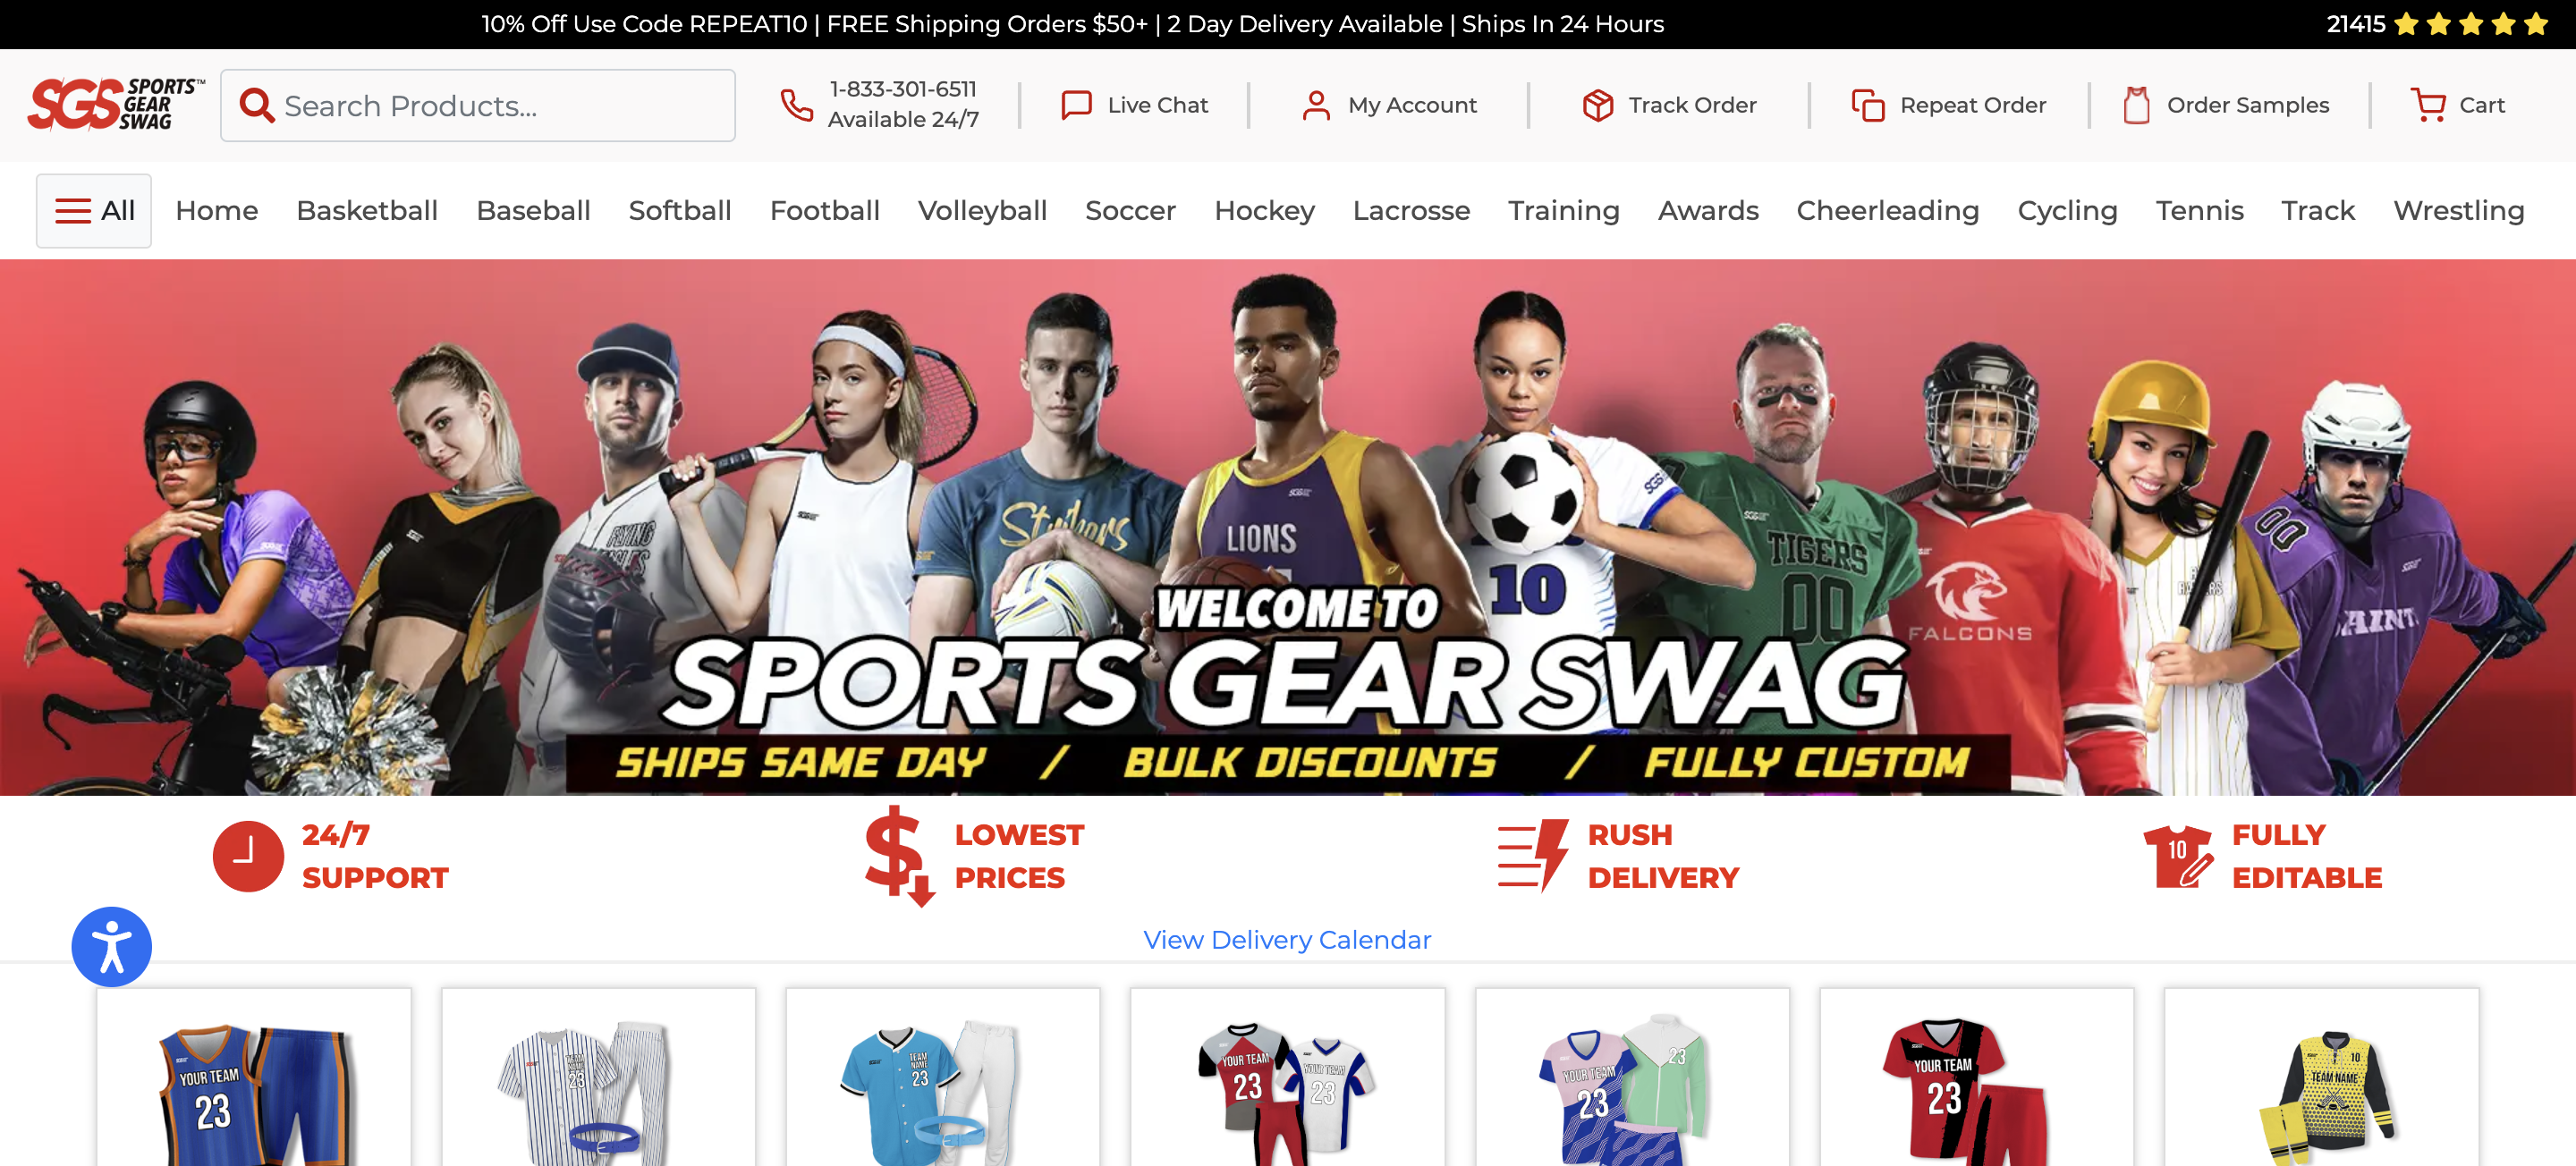 10% Off Use Code REPEAT10 | FREE Shipping Orders $50+ | 2 Day Delivery Available | Ships In 24 Hours
21415
SGS SPORTS™
GEAR
SWAG
Search Products...
1-833-301-6511
Available 24/7
Live Chat
My Account
Track Order
Repeat Order
Order Samples
Cart
All
Home
Basketball
Baseball
Softball
Football
Volleyball
Soccer
Hockey
Lacrosse
Training
Awards
Cheerleading
Cycling
Tennis
Track
Wrestling
FLYING
Strikers
LIONS
10
TIGERS
00
FALCONS
00
WELCOME TO
SPORTS GEAR SWAG
SHIPS SAME DAY / BULK DISCOUNTS / FULLY CUSTOM
24/7
SUPPORT
LOWEST
PRICES
RUSH
DELIVERY
10
FULLY
EDITABLE
View Delivery Calendar
YOUR TEAM
23
TEAM
NAME
23
TEAM
NAME
23
YOUR TEAM
23
YOUR TEAM
23
YOUR TEAM
23
23
YOUR TEAM
23
10
TEAM NAME